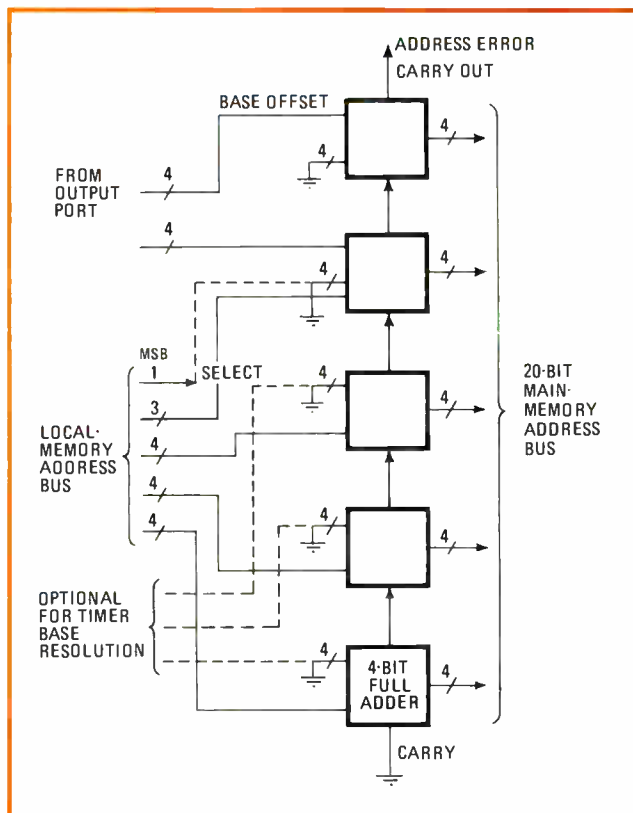 ADDRESS ERROR
CARRY OUT
BASE OFFSET
4
4
FROM
OUTPUT
PORT
4
4
4
4
MSB
1
SELECT
3
LOCAL-
MEMORY
ADDRESS
BUS
4
4
4
4
4
20-BIT
MAIN-
MEMORY
ADDRESS
BUS
4
4
OPTIONAL
FOR TIMER
BASE
RESOLUTION
4
4-BIT
FULL
ADDER
4
CARRY